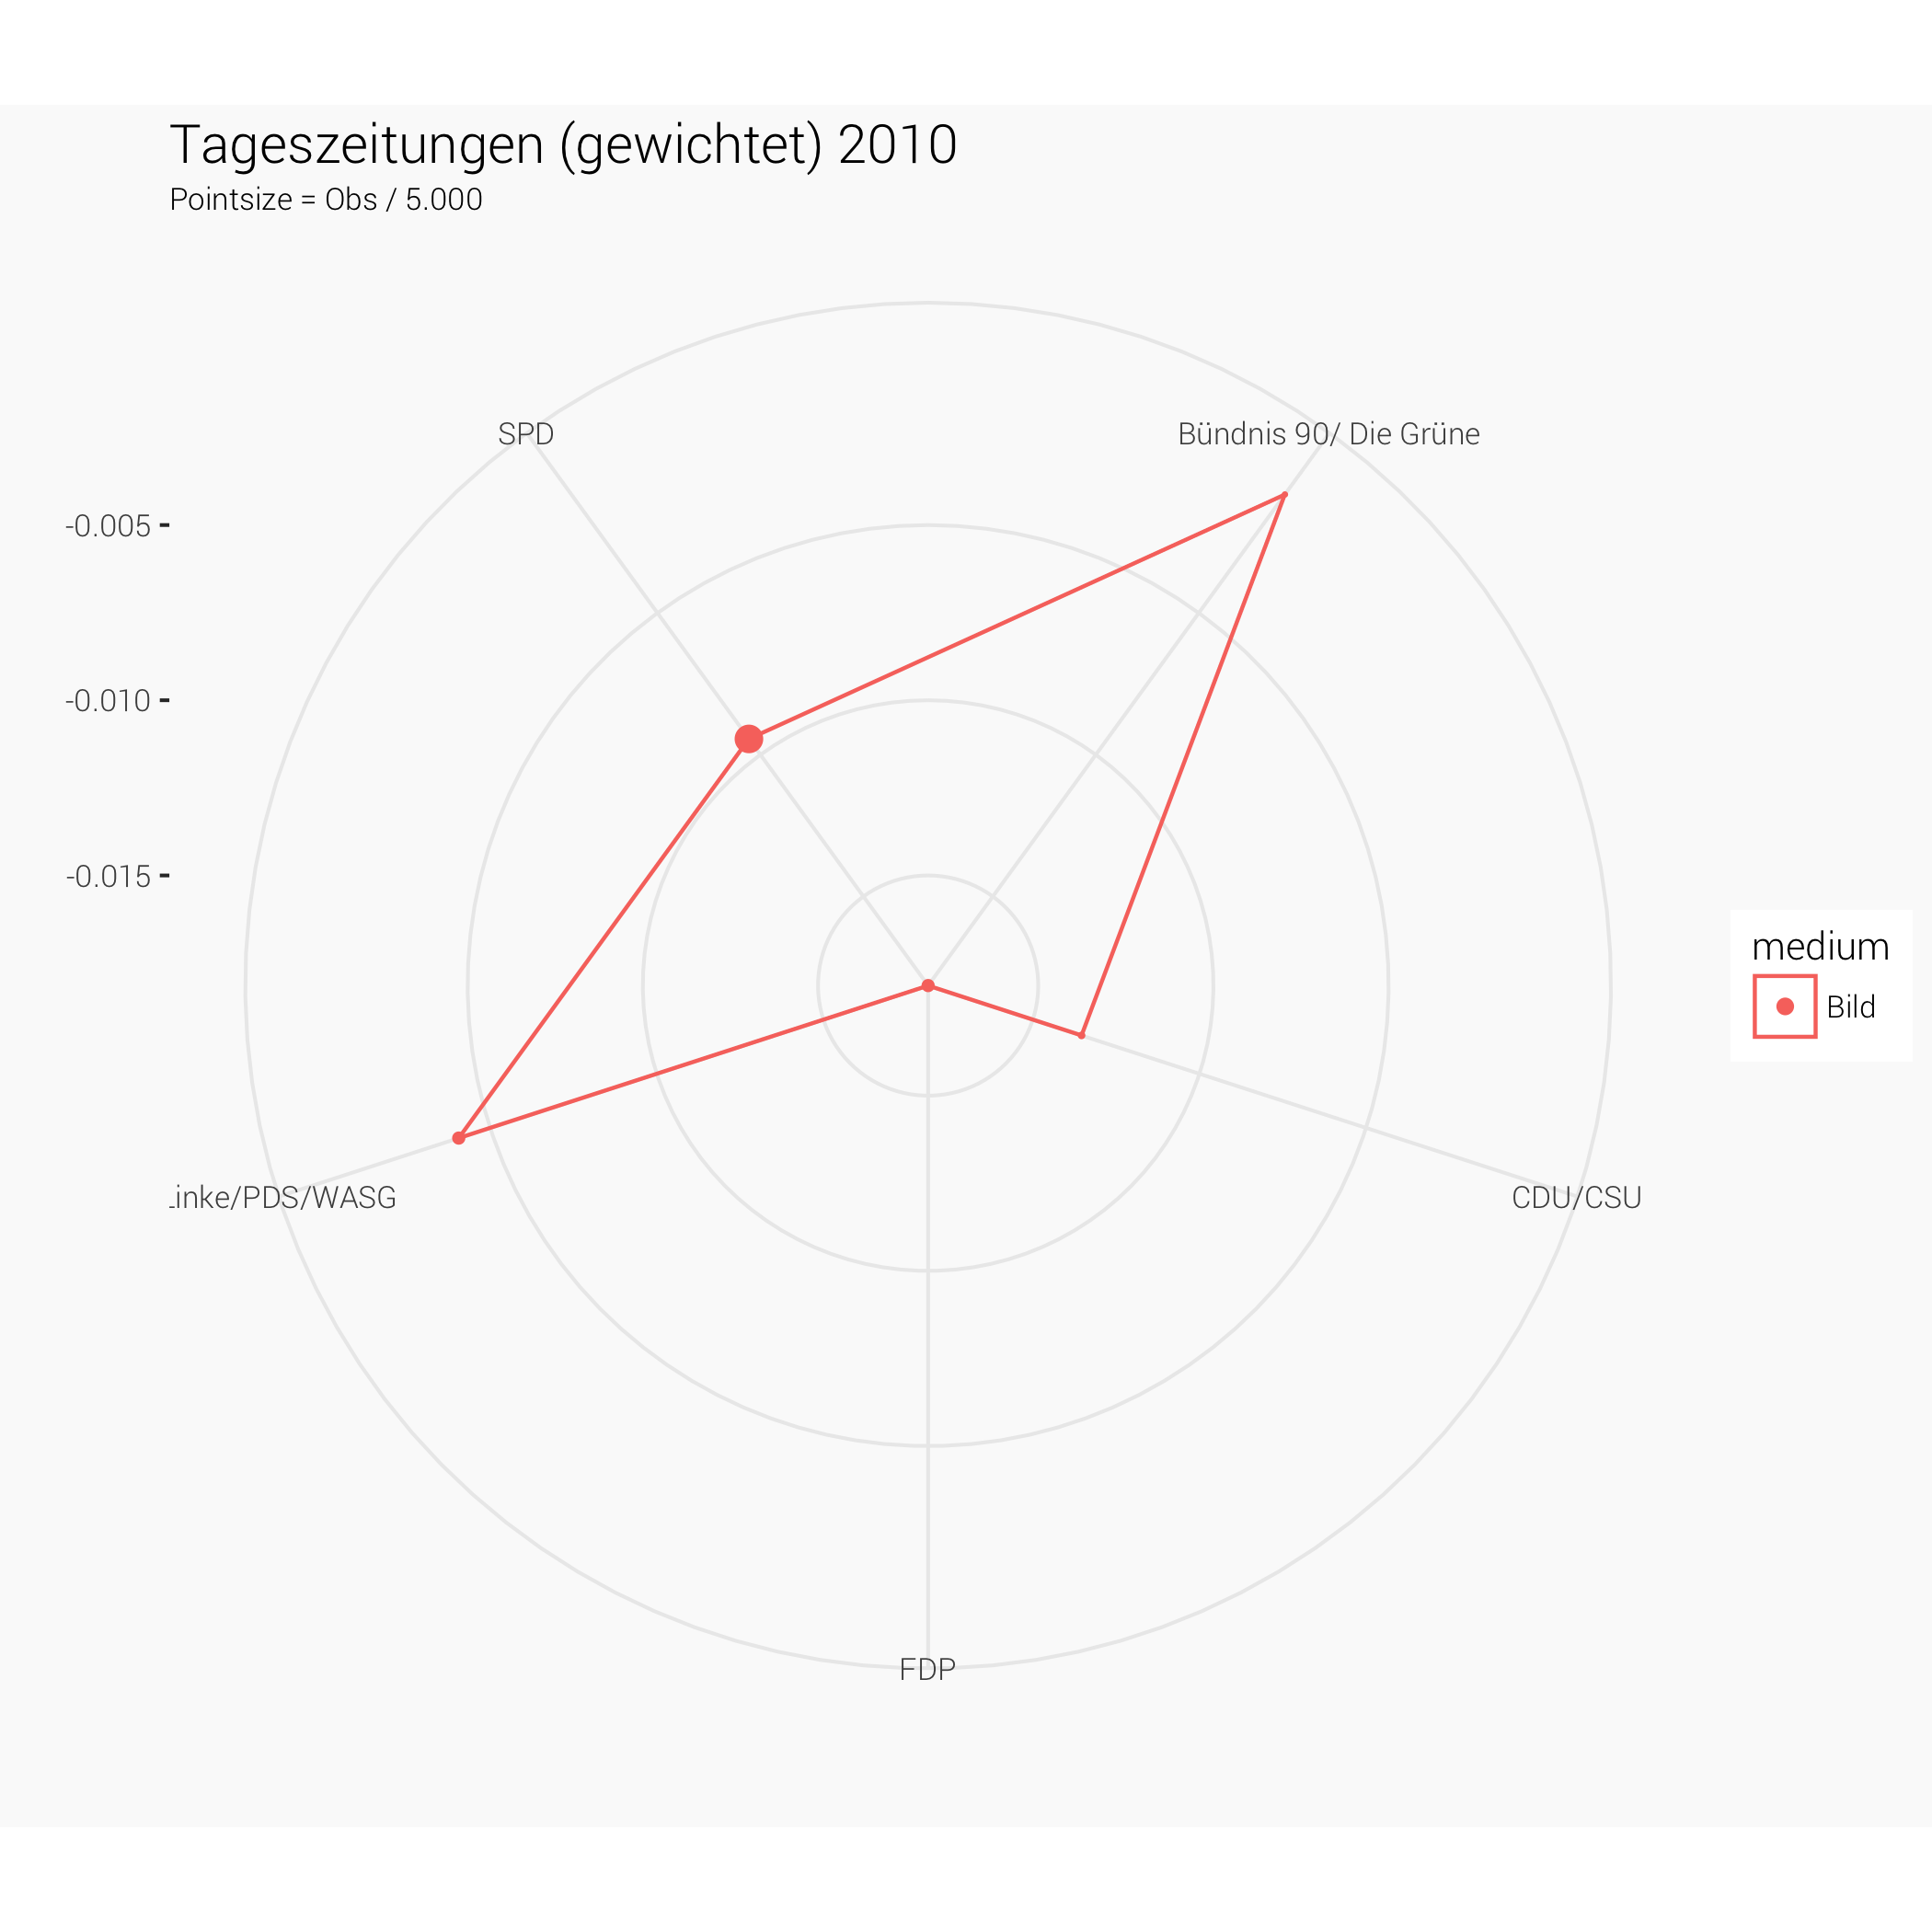 Tageszeitungen (gewichtet) 2010
Pointsize = Obs / 5.000
SPD
Bündnis 90/ Die Grüne
-0.005
-0.010
-0.015
medium
Bild
inke/PDS/WASG
CDU/CSU
FDP